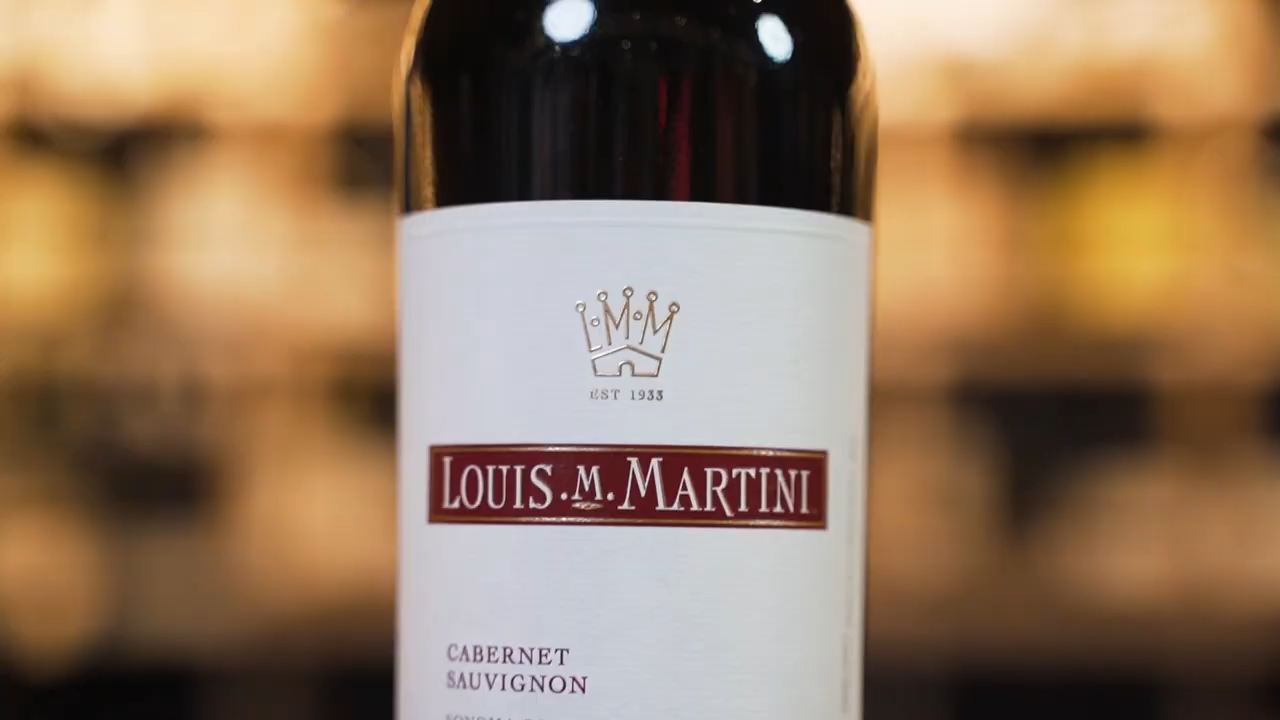 L·M·M
EST 1933
LOUIS·M·MARTINI
CABERNET
SAUVIGNON